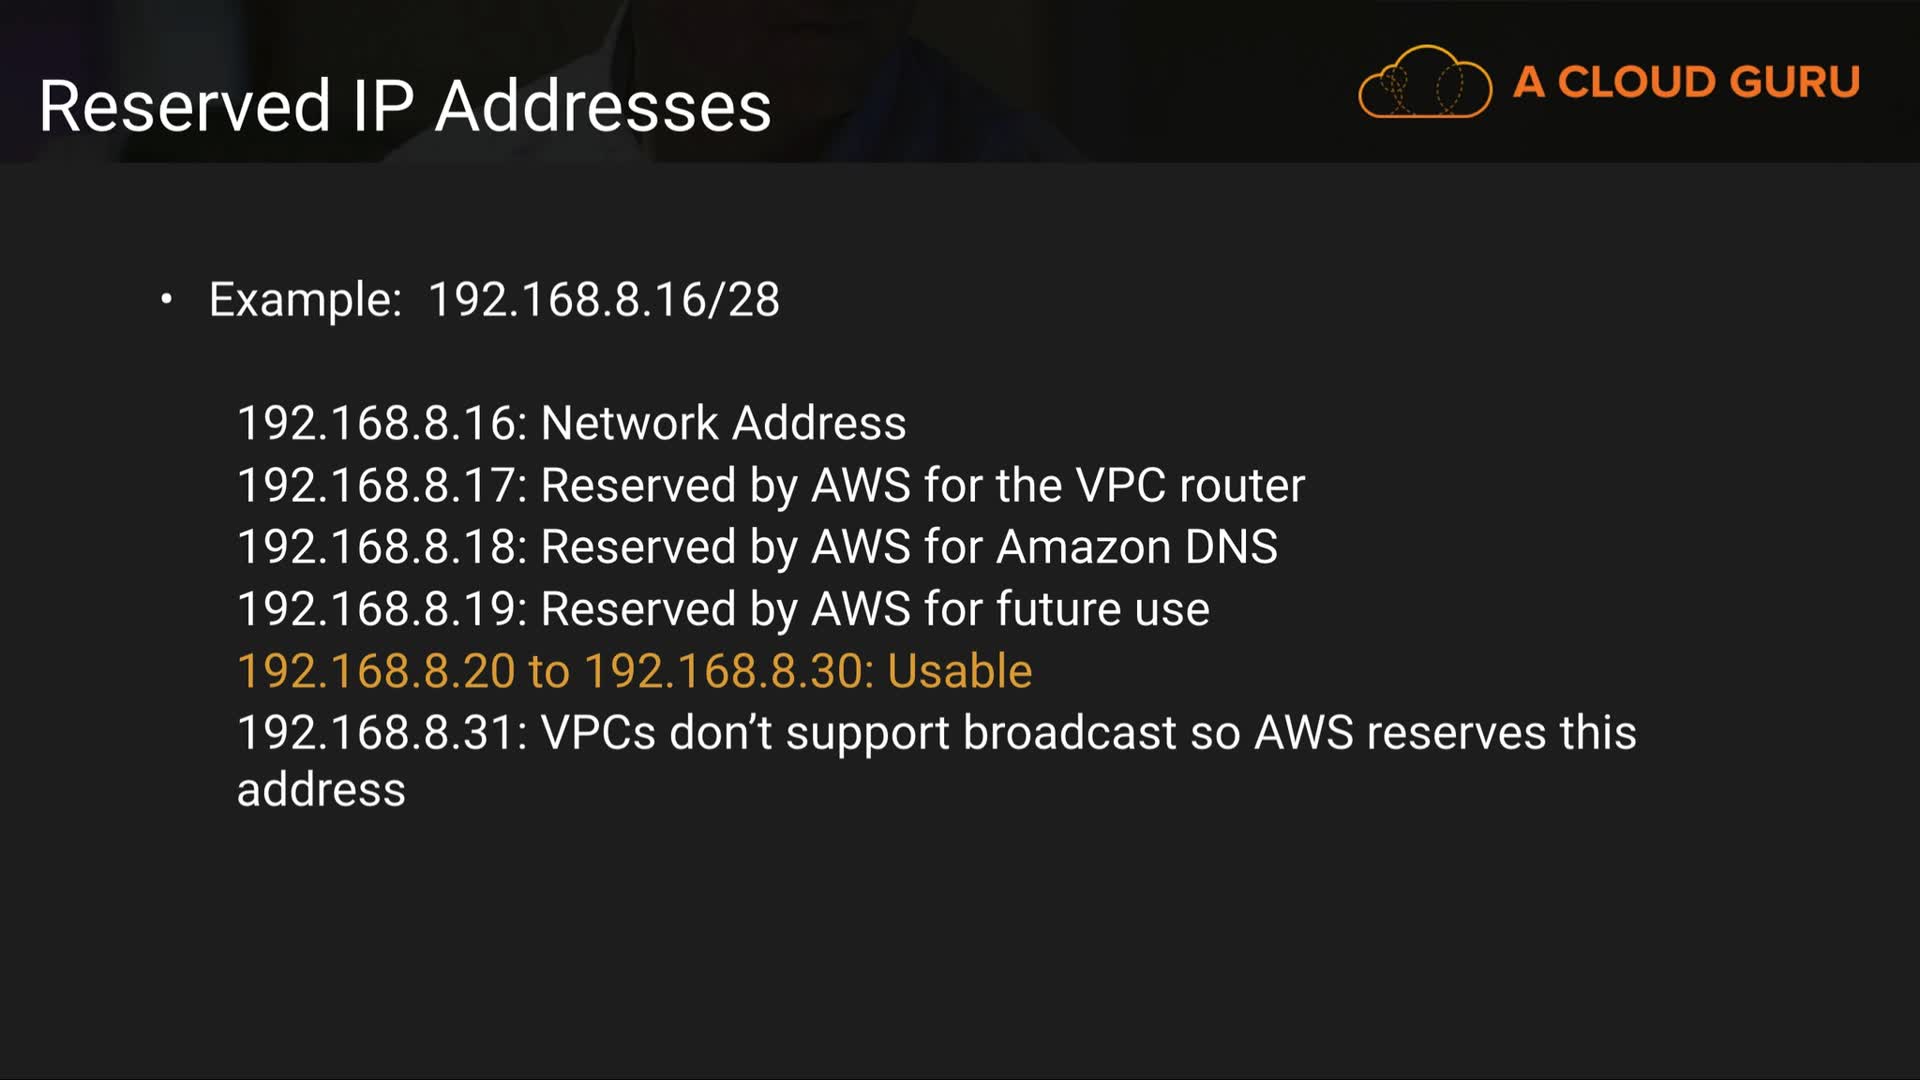 Reserved IP Addresses
A CLOUD GURU
• Example:  192.168.8.16/28
192.168.8.16: Network Address
192.168.8.17: Reserved by AWS for the VPC router
192.168.8.18: Reserved by AWS for Amazon DNS
192.168.8.19: Reserved by AWS for future use
192.168.8.20 to 192.168.8.30: Usable
192.168.8.31: VPCs don’t support broadcast so AWS reserves this
address